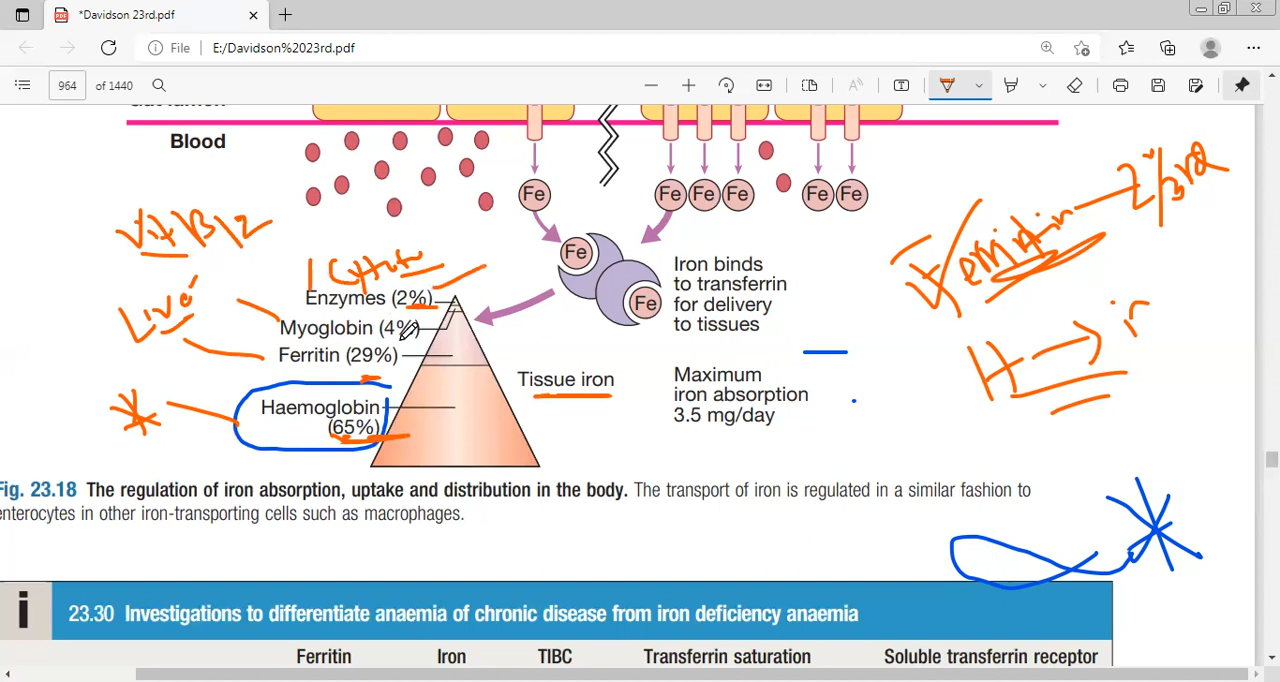 *Davidson 23rd.pdf
File
E:/Davidson%2023rd.pdf
964
of 1440
Blood
Fe
Fe Fe Fe
Fe Fe
Vit B12
2/3rd
Ferritin
Fe
Fe
Iron binds
to transferrin
for delivery
to tissues
Enzymes (2%)
Myoglobin (4%
Ferritin (29%)
Haemoglobin
(65%)
Live
H
Tissue iron
Maximum
iron absorption
3.5 mg/day
Fig. 23.18 The regulation of iron absorption, uptake and distribution in the body. The transport of iron is regulated in a similar fashion to
enterocytes in other iron-transporting cells such as macrophages.
i
23.30 Investigations to differentiate anaemia of chronic disease from iron deficiency anaemia
Ferritin Iron TIBC Transferrin saturation Soluble transferrin receptor